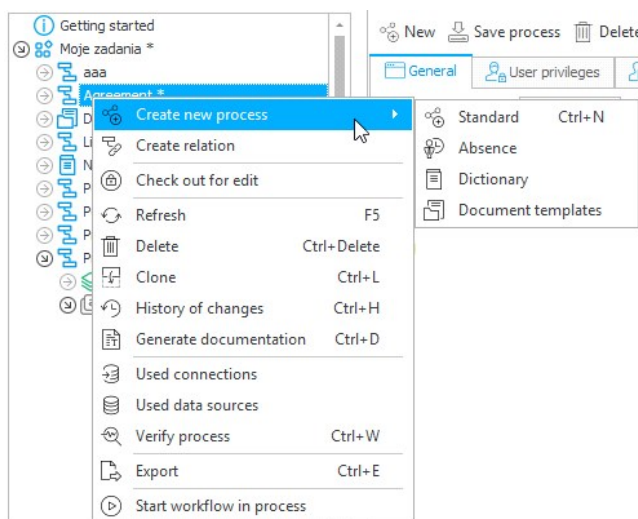 Getting started
Moje zadania *
aaa
Agreement *
New Save process Delete
General User privileges
Create new process
Create relation
Check out for edit
Refresh F5
Delete Ctrl+Delete
Clone Ctrl+L
History of changes Ctrl+H
Generate documentation Ctrl+D
Used connections
Used data sources
Verify process Ctrl+W
Export Ctrl+E
Start workflow in process
Standard Ctrl+N
Absence
Dictionary
Document templates